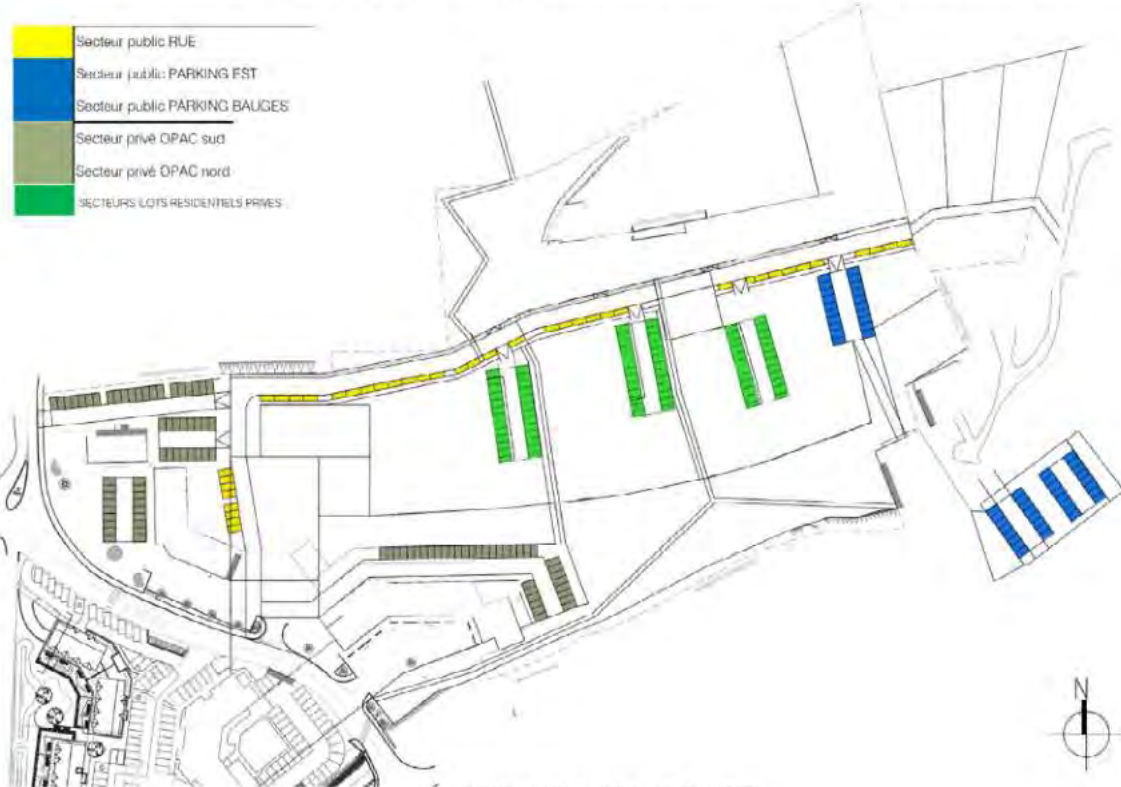 Secteur public RUE
Secteur public PARKING EST
Secteur public PARKING BAUGES
Secteur privé OPAC sud
Secteur privé OPAC nord
SECTEURS LOTS RESIDENTIELS PRIVES
N